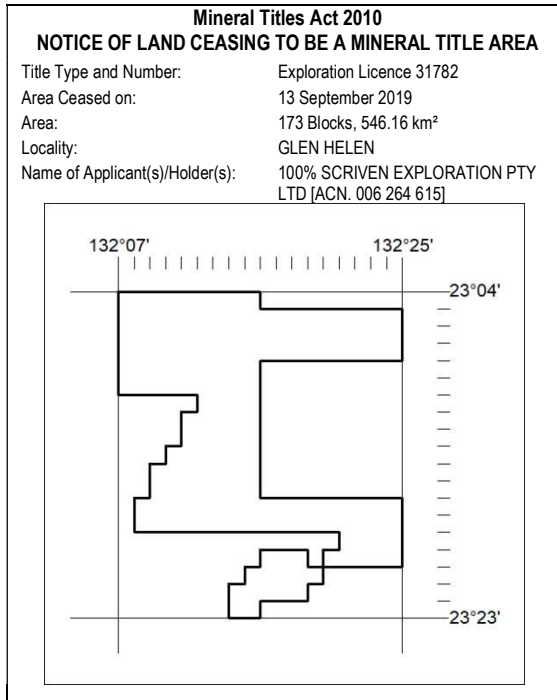 Mineral Titles Act 2010
NOTICE OF LAND CEASING TO BE A MINERAL TITLE AREA
Title Type and Number: Exploration Licence 31782
Area Ceased on: 13 September 2019
Area: 173 Blocks, 546.16 km²
Locality: GLEN HELEN
Name of Applicant(s)/Holder(s): 100% SCRIVEN EXPLORATION PTY
LTD [ACN. 006 264 615]
132°07' 132°25'
23°04'
23°23'